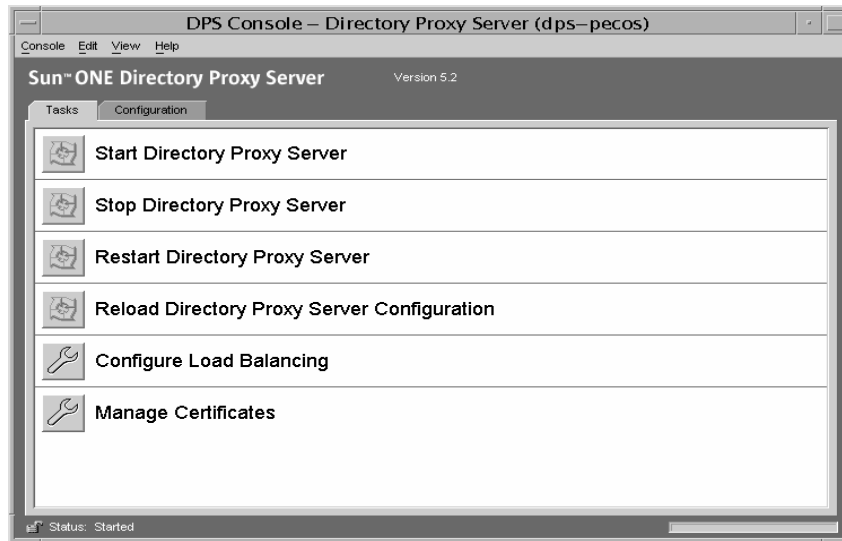 DPS Console – Directory Proxy Server (dps–pecos)
Console Edit View Help
Sun™ ONE Directory Proxy Server Version 5.2
Tasks Configuration
Start Directory Proxy Server
Stop Directory Proxy Server
Restart Directory Proxy Server
Reload Directory Proxy Server Configuration
Configure Load Balancing
Manage Certificates
Status: Started